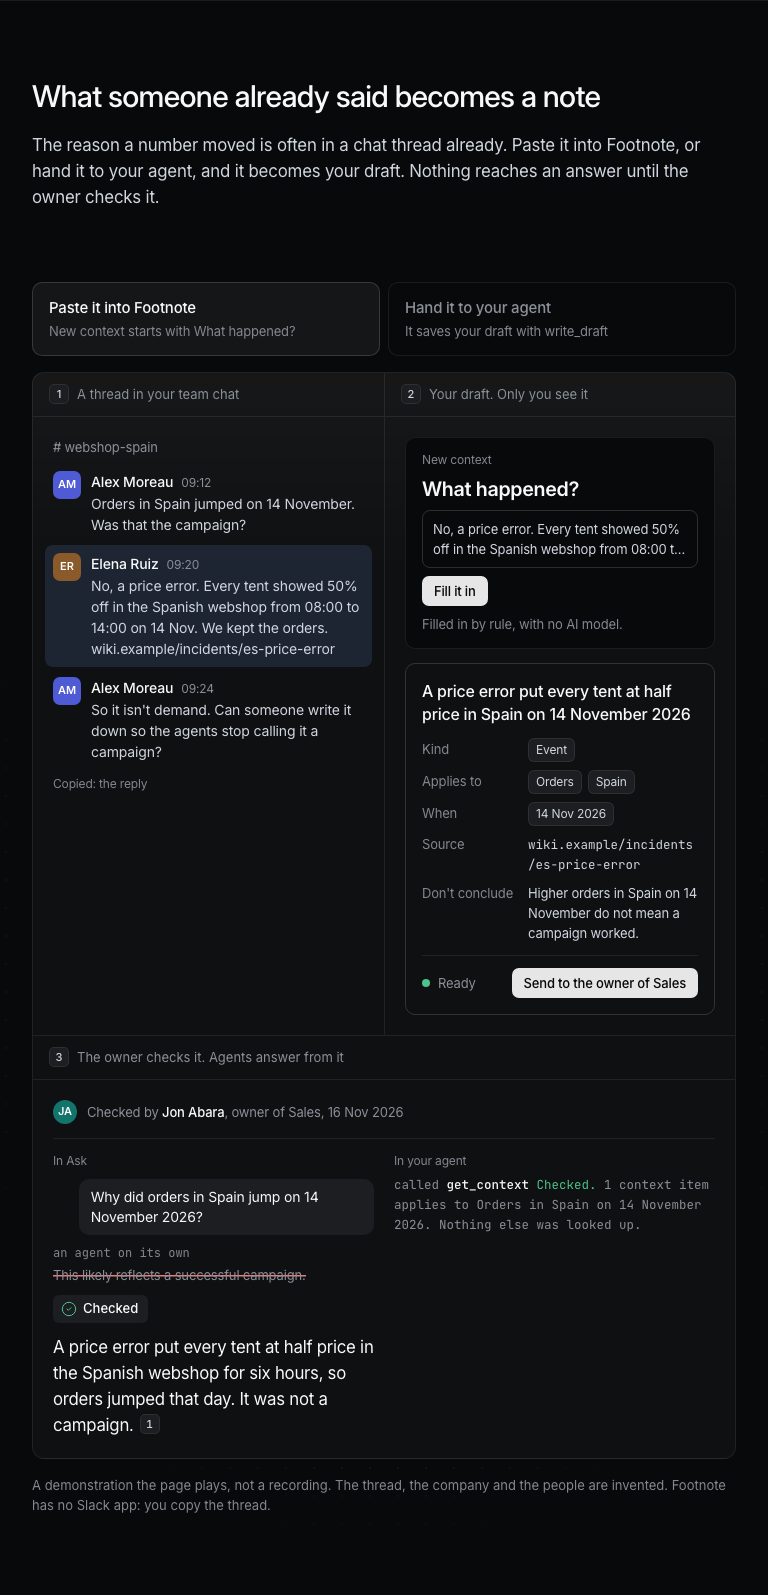 What someone already said becomes a note
The reason a number moved is often in a chat thread already. Paste it into Footnote, or
hand it to your agent, and it becomes your draft. Nothing reaches an answer until the
owner checks it.
Paste it into Footnote
New context starts with What happened?
Hand it to your agent
It saves your draft with write_draft
1 A thread in your team chat
# webshop-spain
AM Alex Moreau 09:12
Orders in Spain jumped on 14 November.
Was that the campaign?
ER Elena Ruiz 09:20
No, a price error. Every tent showed 50%
off in the Spanish webshop from 08:00 to
14:00 on 14 Nov. We kept the orders.
wiki.example/incidents/es-price-error
AM Alex Moreau 09:24
So it isn't demand. Can someone write it
down so the agents stop calling it a
campaign?
Copied: the reply
2 Your draft. Only you see it
New context
What happened?
No, a price error. Every tent showed 50%
off in the Spanish webshop from 08:00 t...
Fill it in
Filled in by rule, with no AI model.
A price error put every tent at half
price in Spain on 14 November 2026
Kind Event
Applies to Orders Spain
When 14 Nov 2026
Source wiki.example/incidents
/es-price-error
Don't conclude Higher orders in Spain on 14
November do not mean a
campaign worked.
Ready Send to the owner of Sales
3 The owner checks it. Agents answer from it
JA Checked by Jon Abara, owner of Sales, 16 Nov 2026
In Ask
Why did orders in Spain jump on 14
November 2026?
an agent on its own
This likely reflects a successful campaign.
Checked
A price error put every tent at half price in
the Spanish webshop for six hours, so
orders jumped that day. It was not a
campaign. 1
In your agent
called get_context Checked. 1 context item
applies to Orders in Spain on 14 November
2026. Nothing else was looked up.
A demonstration the page plays, not a recording. The thread, the company and the people are invented. Footnote
has no Slack app: you copy the thread.